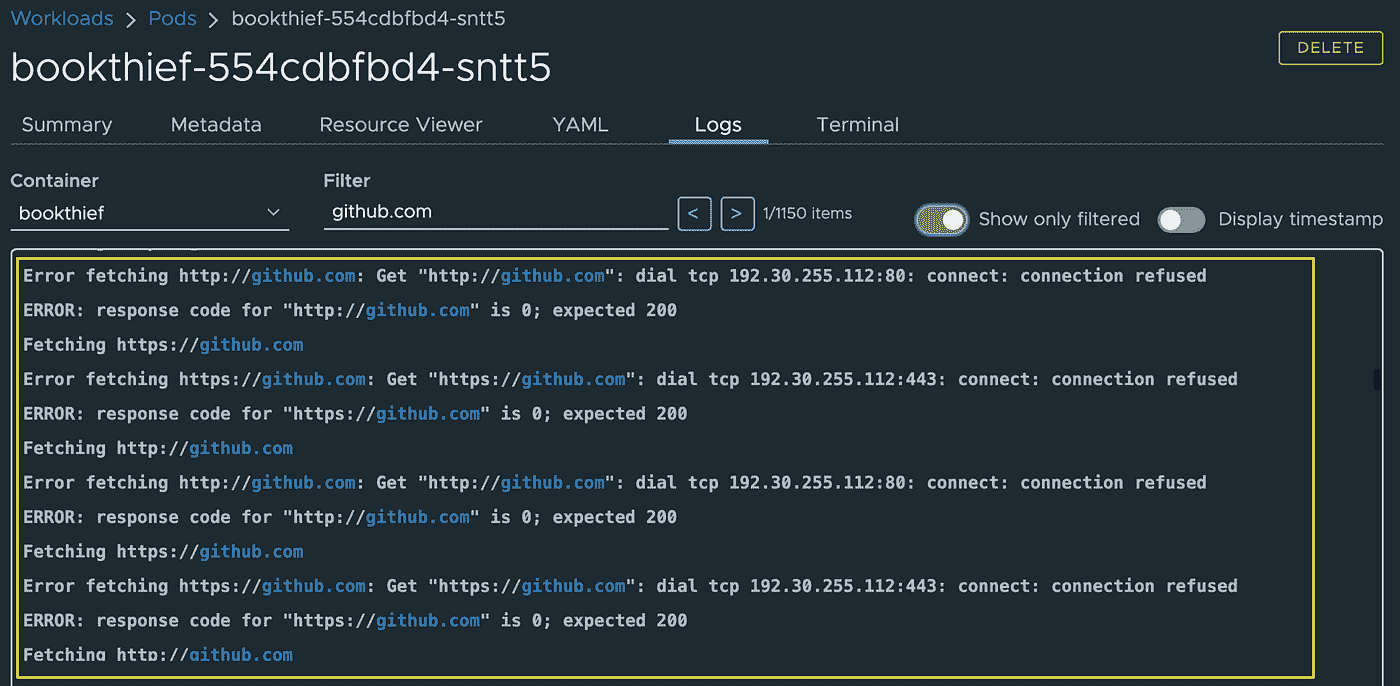 Workloads > Pods > bookthief-554cdbfbd4-sntt5
bookthief-554cdbfbd4-sntt5
DELETE
Summary Metadata Resource Viewer YAML Logs Terminal
Container Filter
bookthief github.com < > 1/1150 items Show only filtered Display timestamp
Error fetching http://github.com: Get "http://github.com": dial tcp 192.30.255.112:80: connect: connection refused
ERROR: response code for "http://github.com" is 0; expected 200
Fetching https://github.com
Error fetching https://github.com: Get "https://github.com": dial tcp 192.30.255.112:443: connect: connection refused
ERROR: response code for "https://github.com" is 0; expected 200
Fetching http://github.com
Error fetching http://github.com: Get "http://github.com": dial tcp 192.30.255.112:80: connect: connection refused
ERROR: response code for "http://github.com" is 0; expected 200
Fetching https://github.com
Error fetching https://github.com: Get "https://github.com": dial tcp 192.30.255.112:443: connect: connection refused
ERROR: response code for "https://github.com" is 0; expected 200
Fetching http://github.com